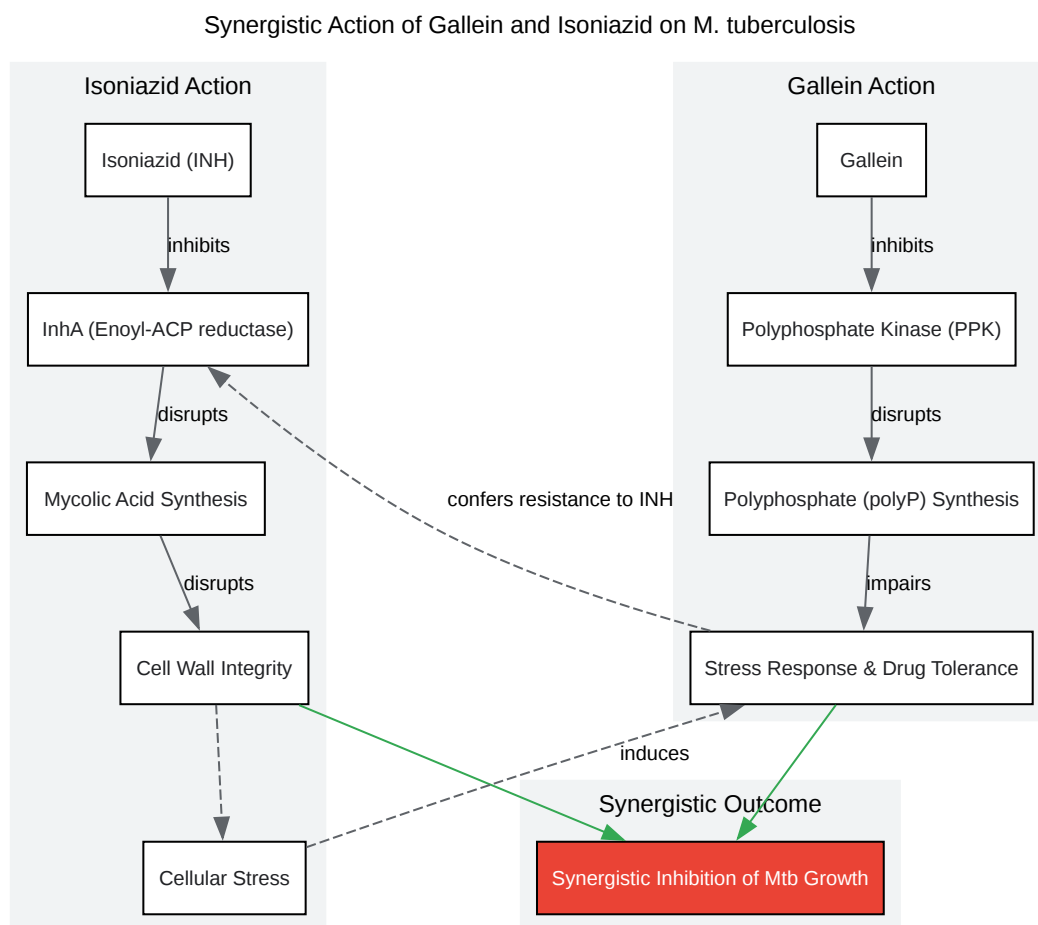 Synergistic Action of Gallein and Isoniazid on M. tuberculosis
Isoniazid Action
Isoniazid (INH)
inhibits
InhA (Enoyl-ACP reductase)
disrupts
Mycolic Acid Synthesis
disrupts
Cell Wall Integrity
Cellular Stress
Gallein Action
Gallein
inhibits
Polyphosphate Kinase (PPK)
disrupts
Polyphosphate (polyP) Synthesis
impairs
Stress Response & Drug Tolerance
confers resistance to INH
induces
Synergistic Outcome
Synergistic Inhibition of Mtb Growth